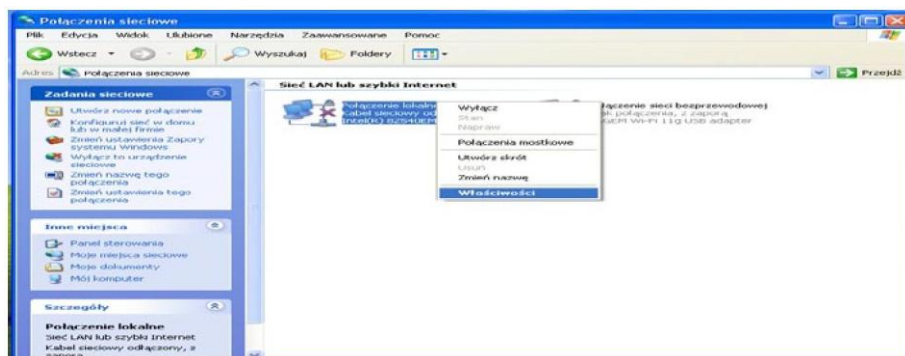 Połączenia sieciowe
Plik Edycja Widok Ulubione Narzędzia Zaawansowane Pomoc
Wstecz Wyszukaj Foldery
Adres Połączenia sieciowe Przejdź
Zadania sieciowe
Utwórz nowe połączenie
Konfiguruj sieć w domu
lub w małej firmie
Zmień ustawienia Zapory
systemu Windows
Wyłącz to urządzenie
sieciowe
Zmień nazwę tego
połączenia
Zmień ustawienia tego
połączenia
Inne miejsca
Panel sterowania
Moje miejsca sieciowe
Moje dokumenty
Mój komputer
Szczegóły
Połączenie lokalne
Sieć LAN lub szybki Internet
Kabel sieciowy odłączony, z
zaporą
Sieć LAN lub szybki Internet
Połączenie lokalne
Kabel sieciowy
Intel(R) 82540EM
Wyłącz
Stan
Napraw
Połączenia mostkowe
Utwórz skrót
Usuń
Zmień nazwę
Właściwości
sieci bezprzewodowej
połączenia, z zaporą
Wi-Fi 11g USB adapter